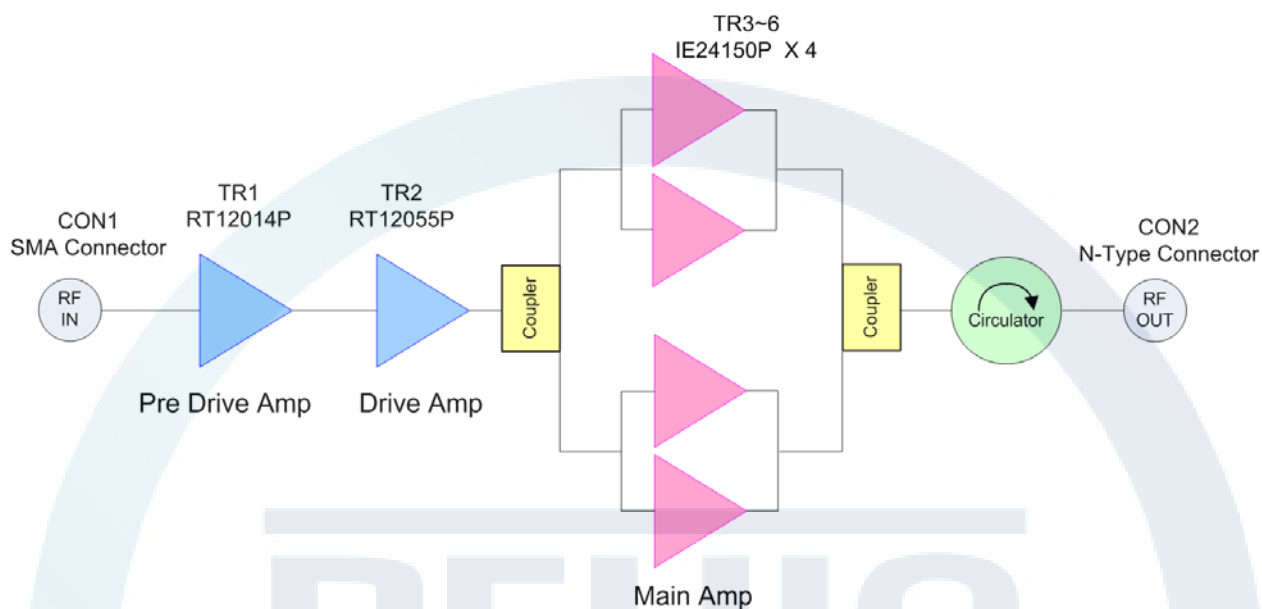 TR3~6
IE24150P X 4
TR1
RT12014P
TR2
RT12055P
CON1
SMA Connector
CON2
N-Type Connector
RF
IN
Coupler
Coupler
Circulator
RF
OUT
Pre Drive Amp
Drive Amp
Main Amp